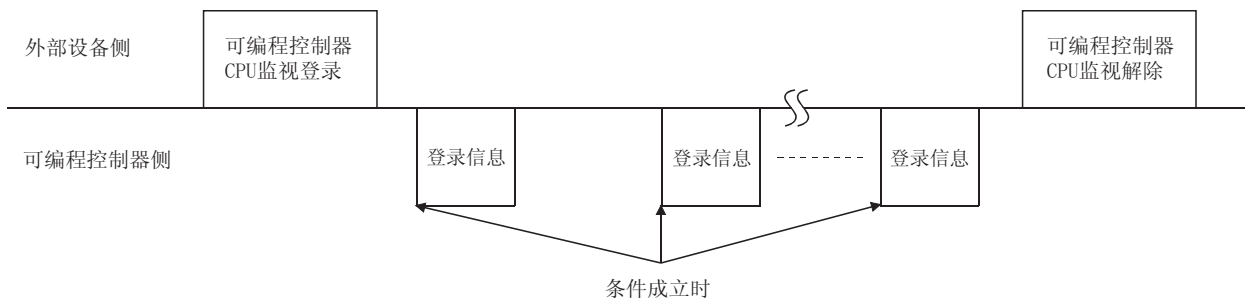 外部设备侧
可编程控制器
CPU监视登录
可编程控制器
CPU监视解除
可编程控制器侧
登录信息
登录信息
登录信息
条件成立时